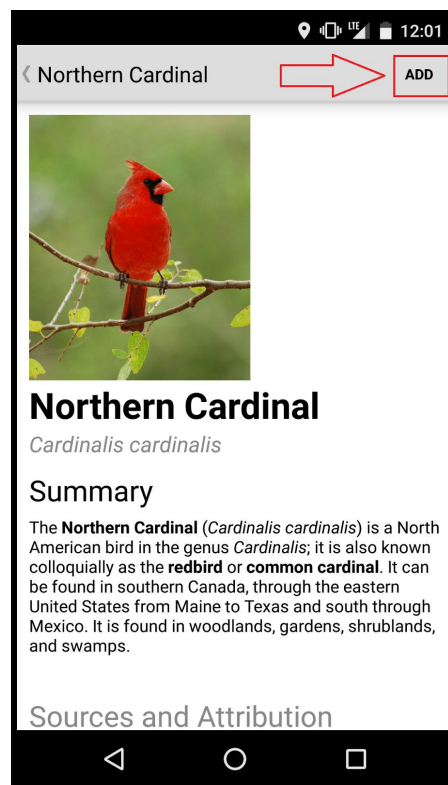 LTE 12:01
Northern Cardinal ADD
Northern Cardinal
Cardinalis cardinalis
Summary
The Northern Cardinal (Cardinalis cardinalis) is a North
American bird in the genus Cardinalis; it is also known
colloquially as the redbird or common cardinal. It can
be found in southern Canada, through the eastern
United States from Maine to Texas and south through
Mexico. It is found in woodlands, gardens, shrublands,
and swamps.
Sources and Attribution